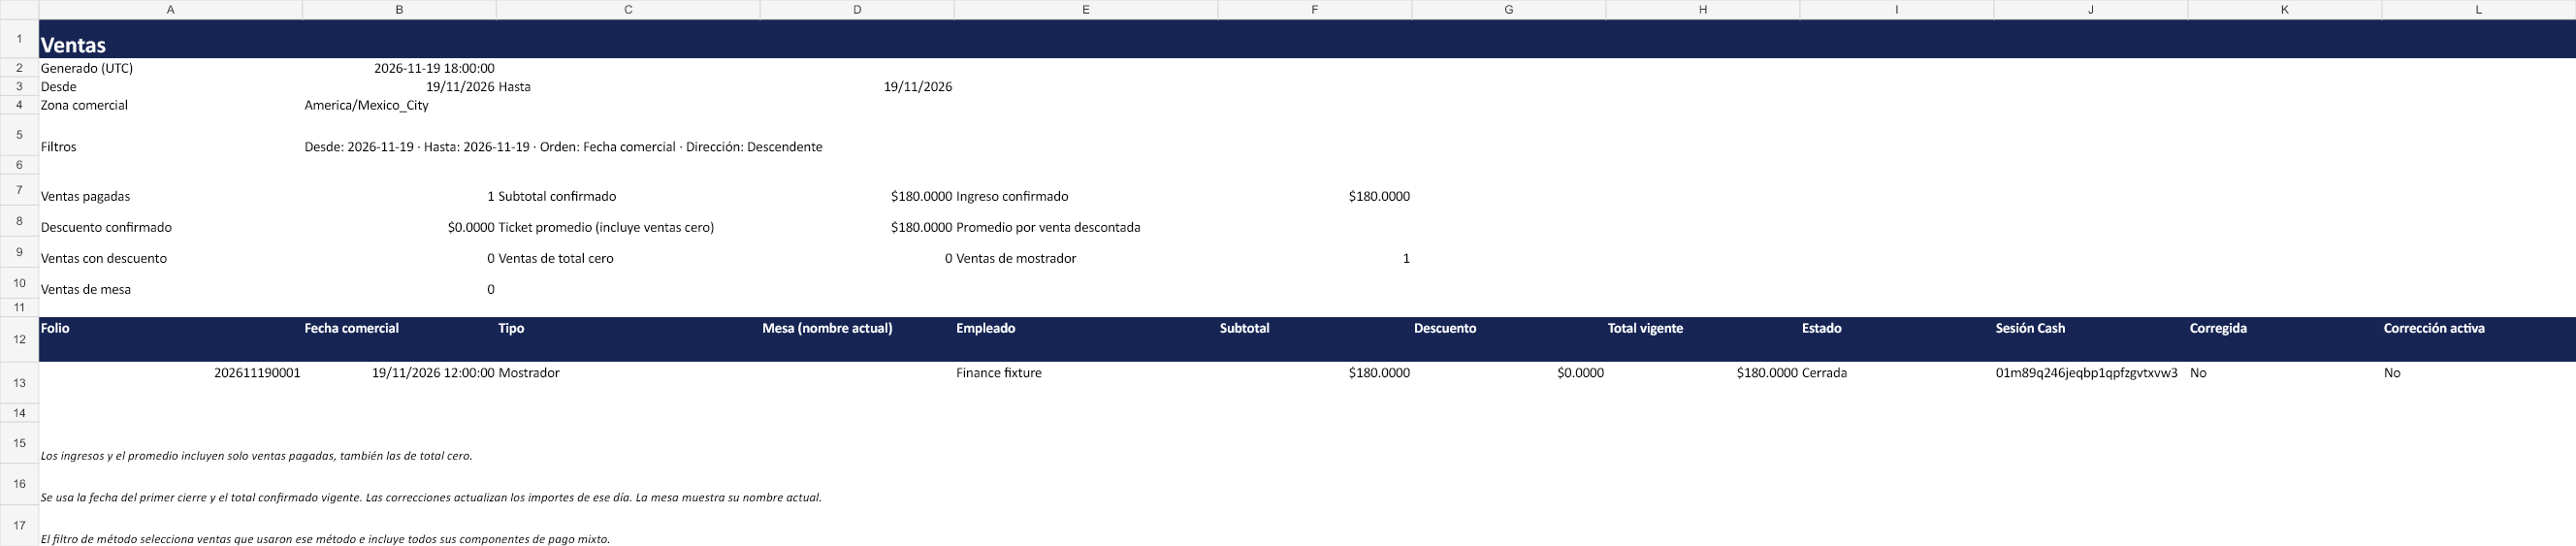 A B C D E F G H I J K L
1 Ventas
2 Generado (UTC) 2026-11-19 18:00:00
3 Desde 19/11/2026 Hasta 19/11/2026
4 Zona comercial America/Mexico_City
5 Filtros Desde: 2026-11-19 · Hasta: 2026-11-19 · Orden: Fecha comercial · Dirección: Descendente
6
7 Ventas pagadas 1 Subtotal confirmado $180.0000 Ingreso confirmado $180.0000
8 Descuento confirmado $0.0000 Ticket promedio (incluye ventas cero) $180.0000 Promedio por venta descontada
9 Ventas con descuento 0 Ventas de total cero 0 Ventas de mostrador 1
10 Ventas de mesa 0
11
12 Folio Fecha comercial Tipo Mesa (nombre actual) Empleado Subtotal Descuento Total vigente Estado Sesión Cash Corregida Corrección activa
13 202611190001 19/11/2026 12:00:00 Mostrador Finance fixture $180.0000 $0.0000 $180.0000 Cerrada 01m89q246jeqbp1qpfzgvtxvw3 No No
14
15 Los ingresos y el promedio incluyen solo ventas pagadas, también las de total cero.
16 Se usa la fecha del primer cierre y el total confirmado vigente. Las correcciones actualizan los importes de ese día. La mesa muestra su nombre actual.
17 El filtro de método selecciona ventas que usaron ese método e incluye todos sus componentes de pago mixto.